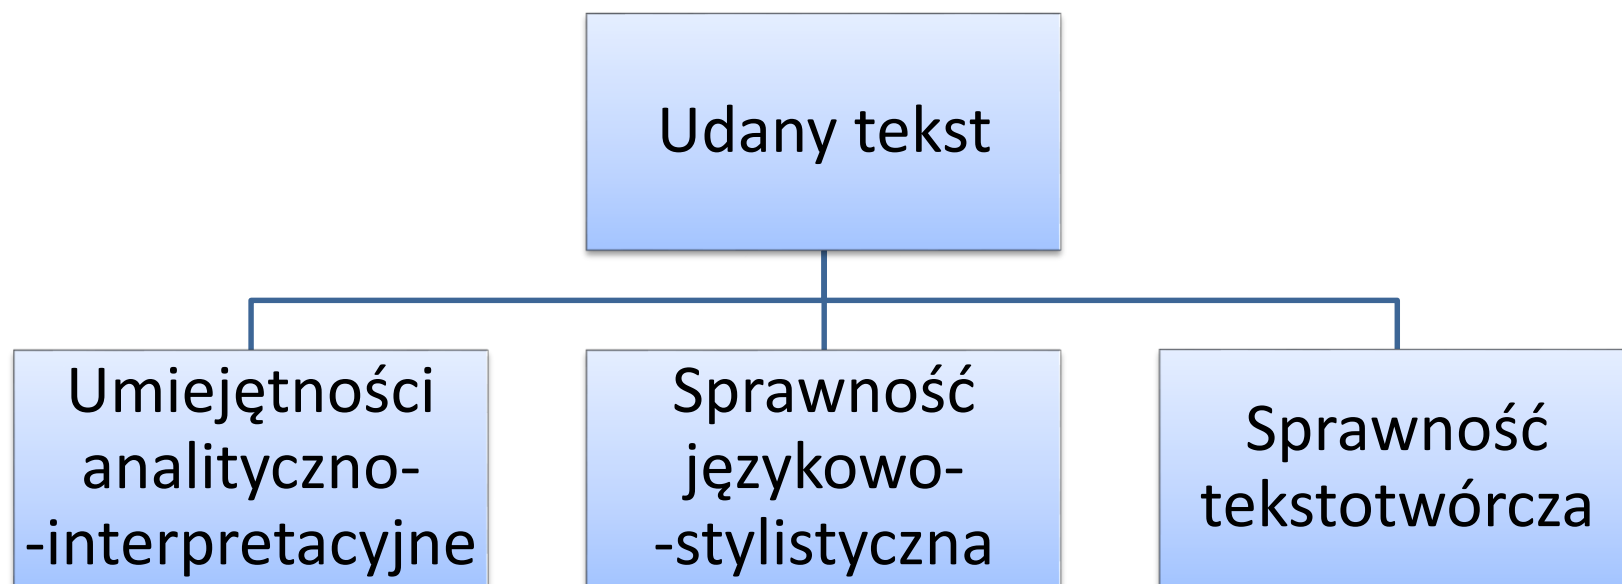 Udany tekst
Umiejętności
analityczno-
-interpretacyjne
Sprawność
językowo-
-stylistyczna
Sprawność
tekstotwórcza